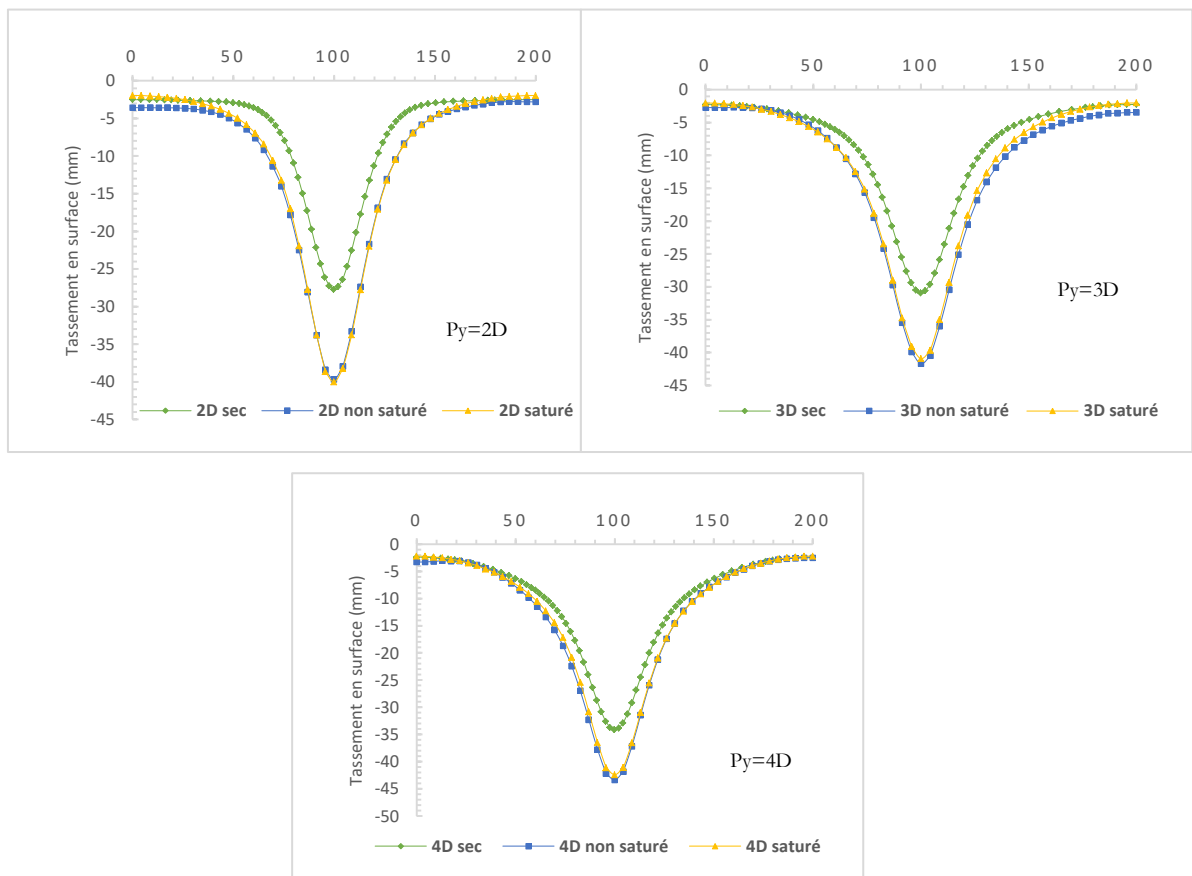 0 50 100 150 200
0
-5
-10
-15
-20
-25
-30
-35
-40
-45
Tassement en surface (mm)
Py=2D
2D sec 2D non saturé 2D saturé
0 50 100 150 200
0
-5
-10
-15
-20
-25
-30
-35
-40
-45
Tassement en surface (mm)
Py=3D
3D sec 3D non saturé 3D saturé
0 50 100 150 200
0
-5
-10
-15
-20
-25
-30
-35
-40
-45
-50
Tassement en surface (mm)
Py=4D
4D sec 4D non saturé 4D saturé